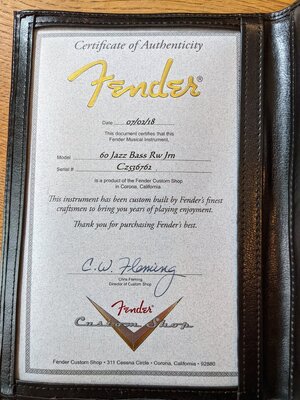 Certificate of Authenticity
Fender®
Date 07/02/18
This document certifies that this
Fender Musical Instrument.
Model 60 Jazz Bass Rw Jrn
Serial # CZ536762
is a product of the Fender Custom Shop
in Corona, California
This instrument has been custom built by Fender's finest
craftsmen to bring you years of playing enjoyment.
Thank you for purchasing Fender's best.
C.W. Fleming
Chris Fleming
Director of Custom Shop
Fender
Custom Shop
Fender Custom Shop • 311 Cessna Circle • Corona, California • 92880